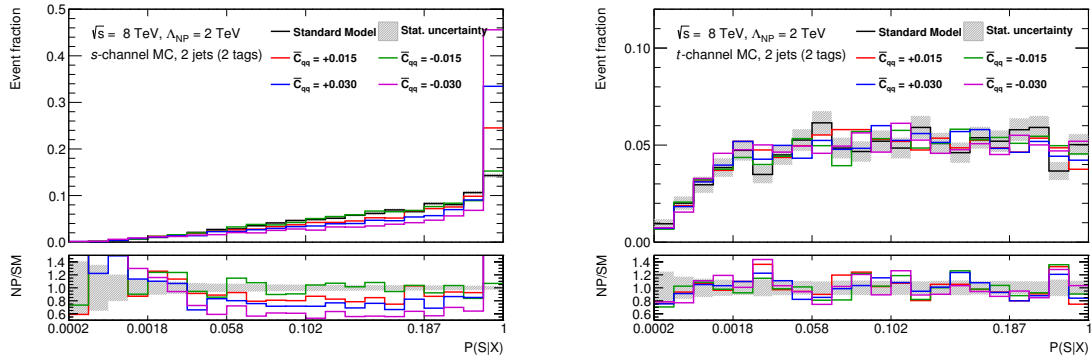 Event fraction
0.5
0.4
0.3
0.2
0.1
0.0
√s = 8 TeV, Λ_NP = 2 TeV
s-channel MC, 2 jets (2 tags)
Standard Model
Stat. uncertainty
C̅_qq = +0.015
C̅_qq = -0.015
C̅_qq = +0.030
C̅_qq = -0.030
NP/SM
1.4
1.2
1.0
0.8
0.6
0.0002 0.0018 0.058 0.102 0.187 1
P(S|X)
Event fraction
0.10
0.05
0.00
√s = 8 TeV, Λ_NP = 2 TeV
t-channel MC, 2 jets (2 tags)
Standard Model
Stat. uncertainty
C̅_qq = +0.015
C̅_qq = -0.015
C̅_qq = +0.030
C̅_qq = -0.030
NP/SM
1.4
1.2
1.0
0.8
0.6
0.0002 0.0018 0.058 0.102 0.187 1
P(S|X)